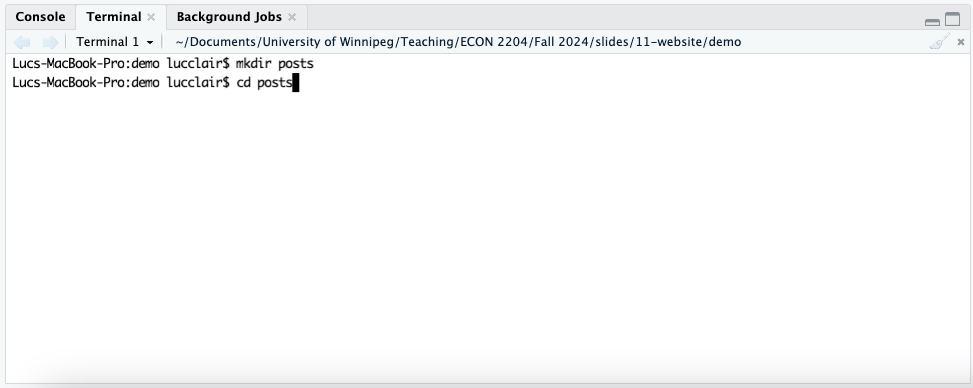 Console Terminal Background Jobs
Terminal 1 ~/Documents/University of Winnipeg/Teaching/ECON 2204/Fall 2024/slides/11-website/demo
Lucs-MacBook-Pro:demo lucclair$ mkdir posts
Lucs-MacBook-Pro:demo lucclair$ cd posts